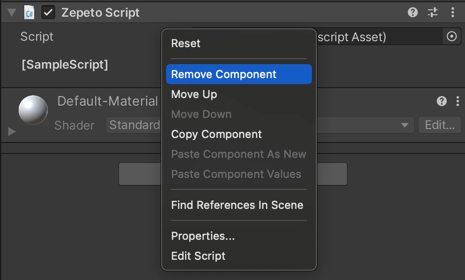 Zepeto Script
Script
script Asset)
[SampleScript]
Reset
Remove Component
Move Up
Move Down
Copy Component
Paste Component As New
Paste Component Values
Find References In Scene
Properties...
Edit Script
Default-Material
Shader
Standard
Edit...